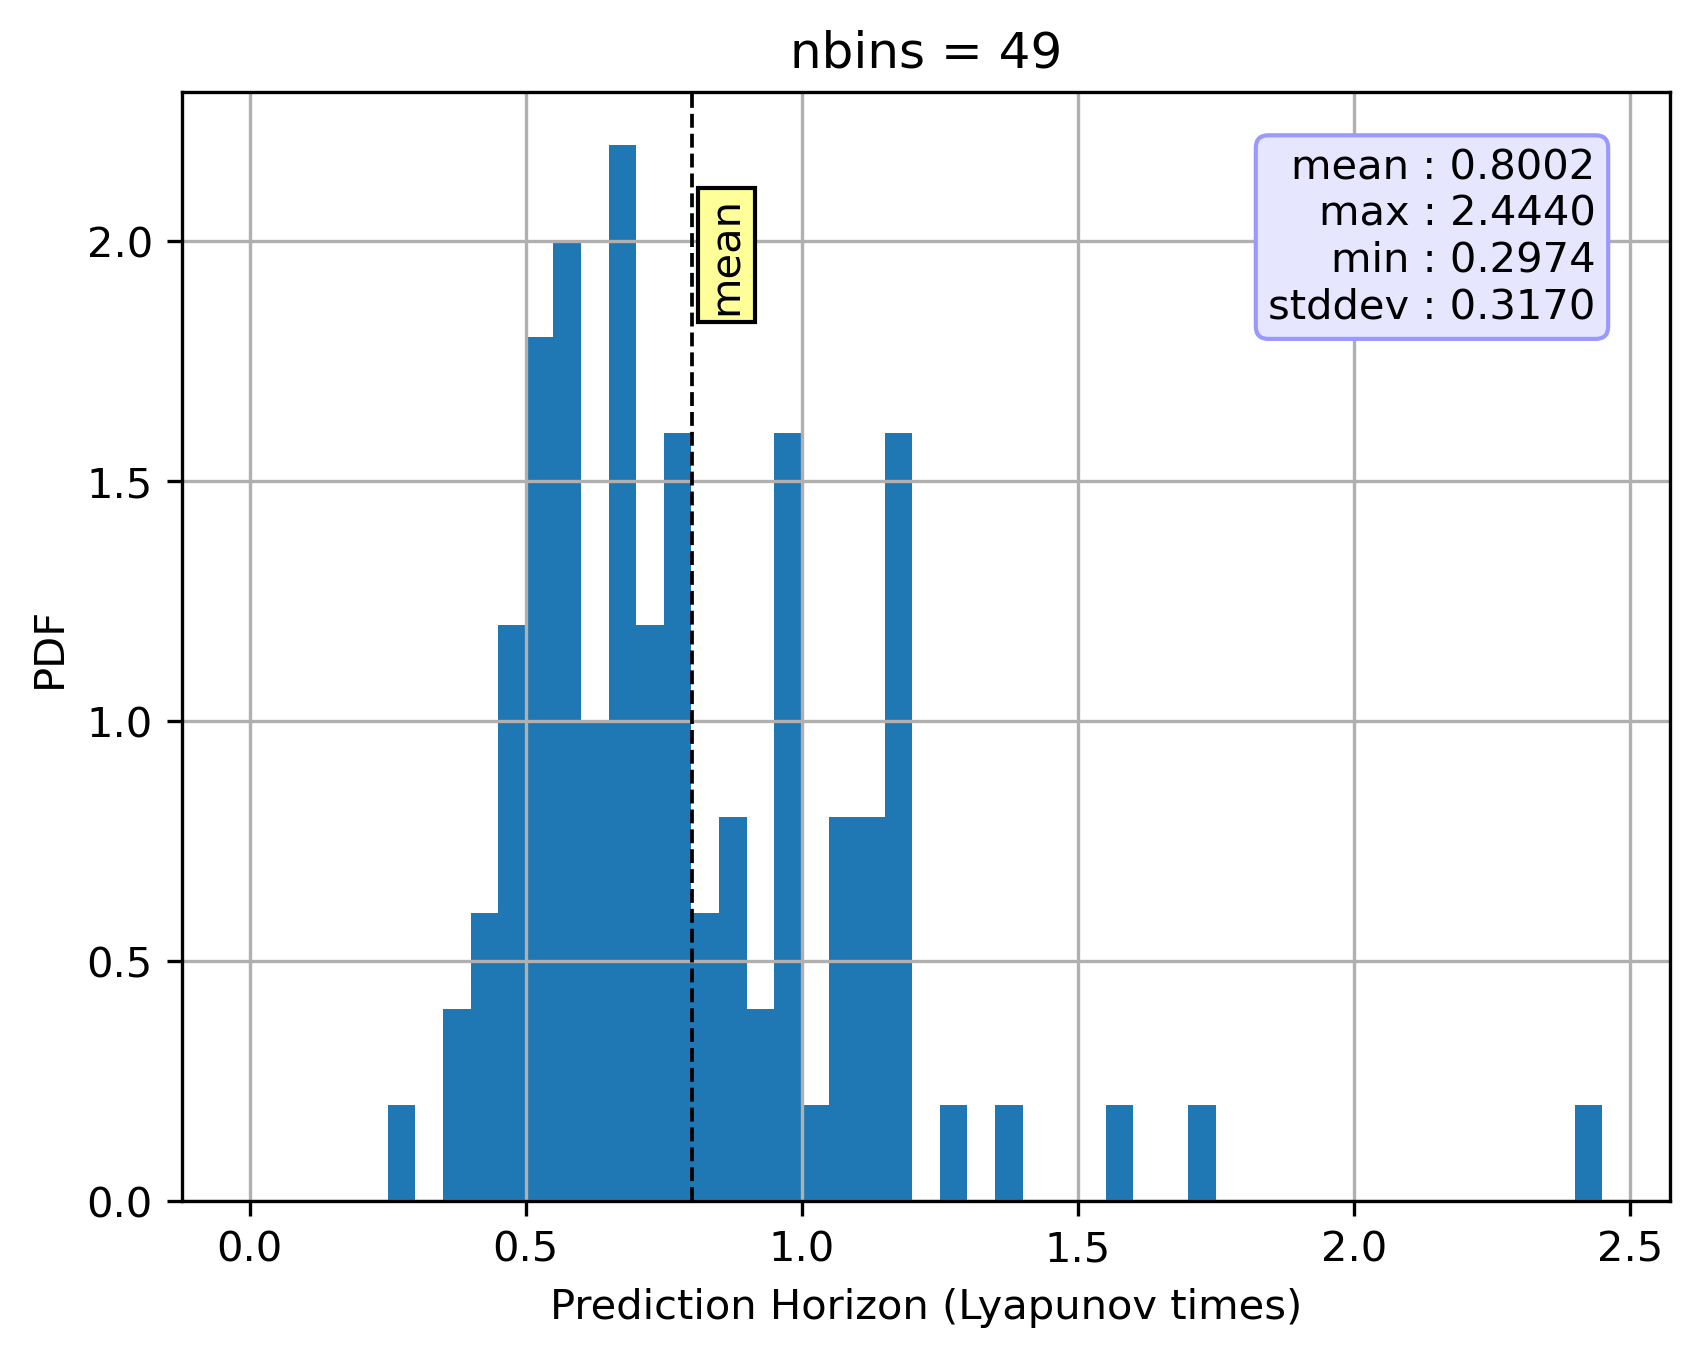 nbins = 49
mean : 0.8002
max : 2.4440
min : 0.2974
stddev : 0.3170
mean
PDF
2.0
1.5
1.0
0.5
0.0
0.0 0.5 1.0 1.5 2.0 2.5
Prediction Horizon (Lyapunov times)